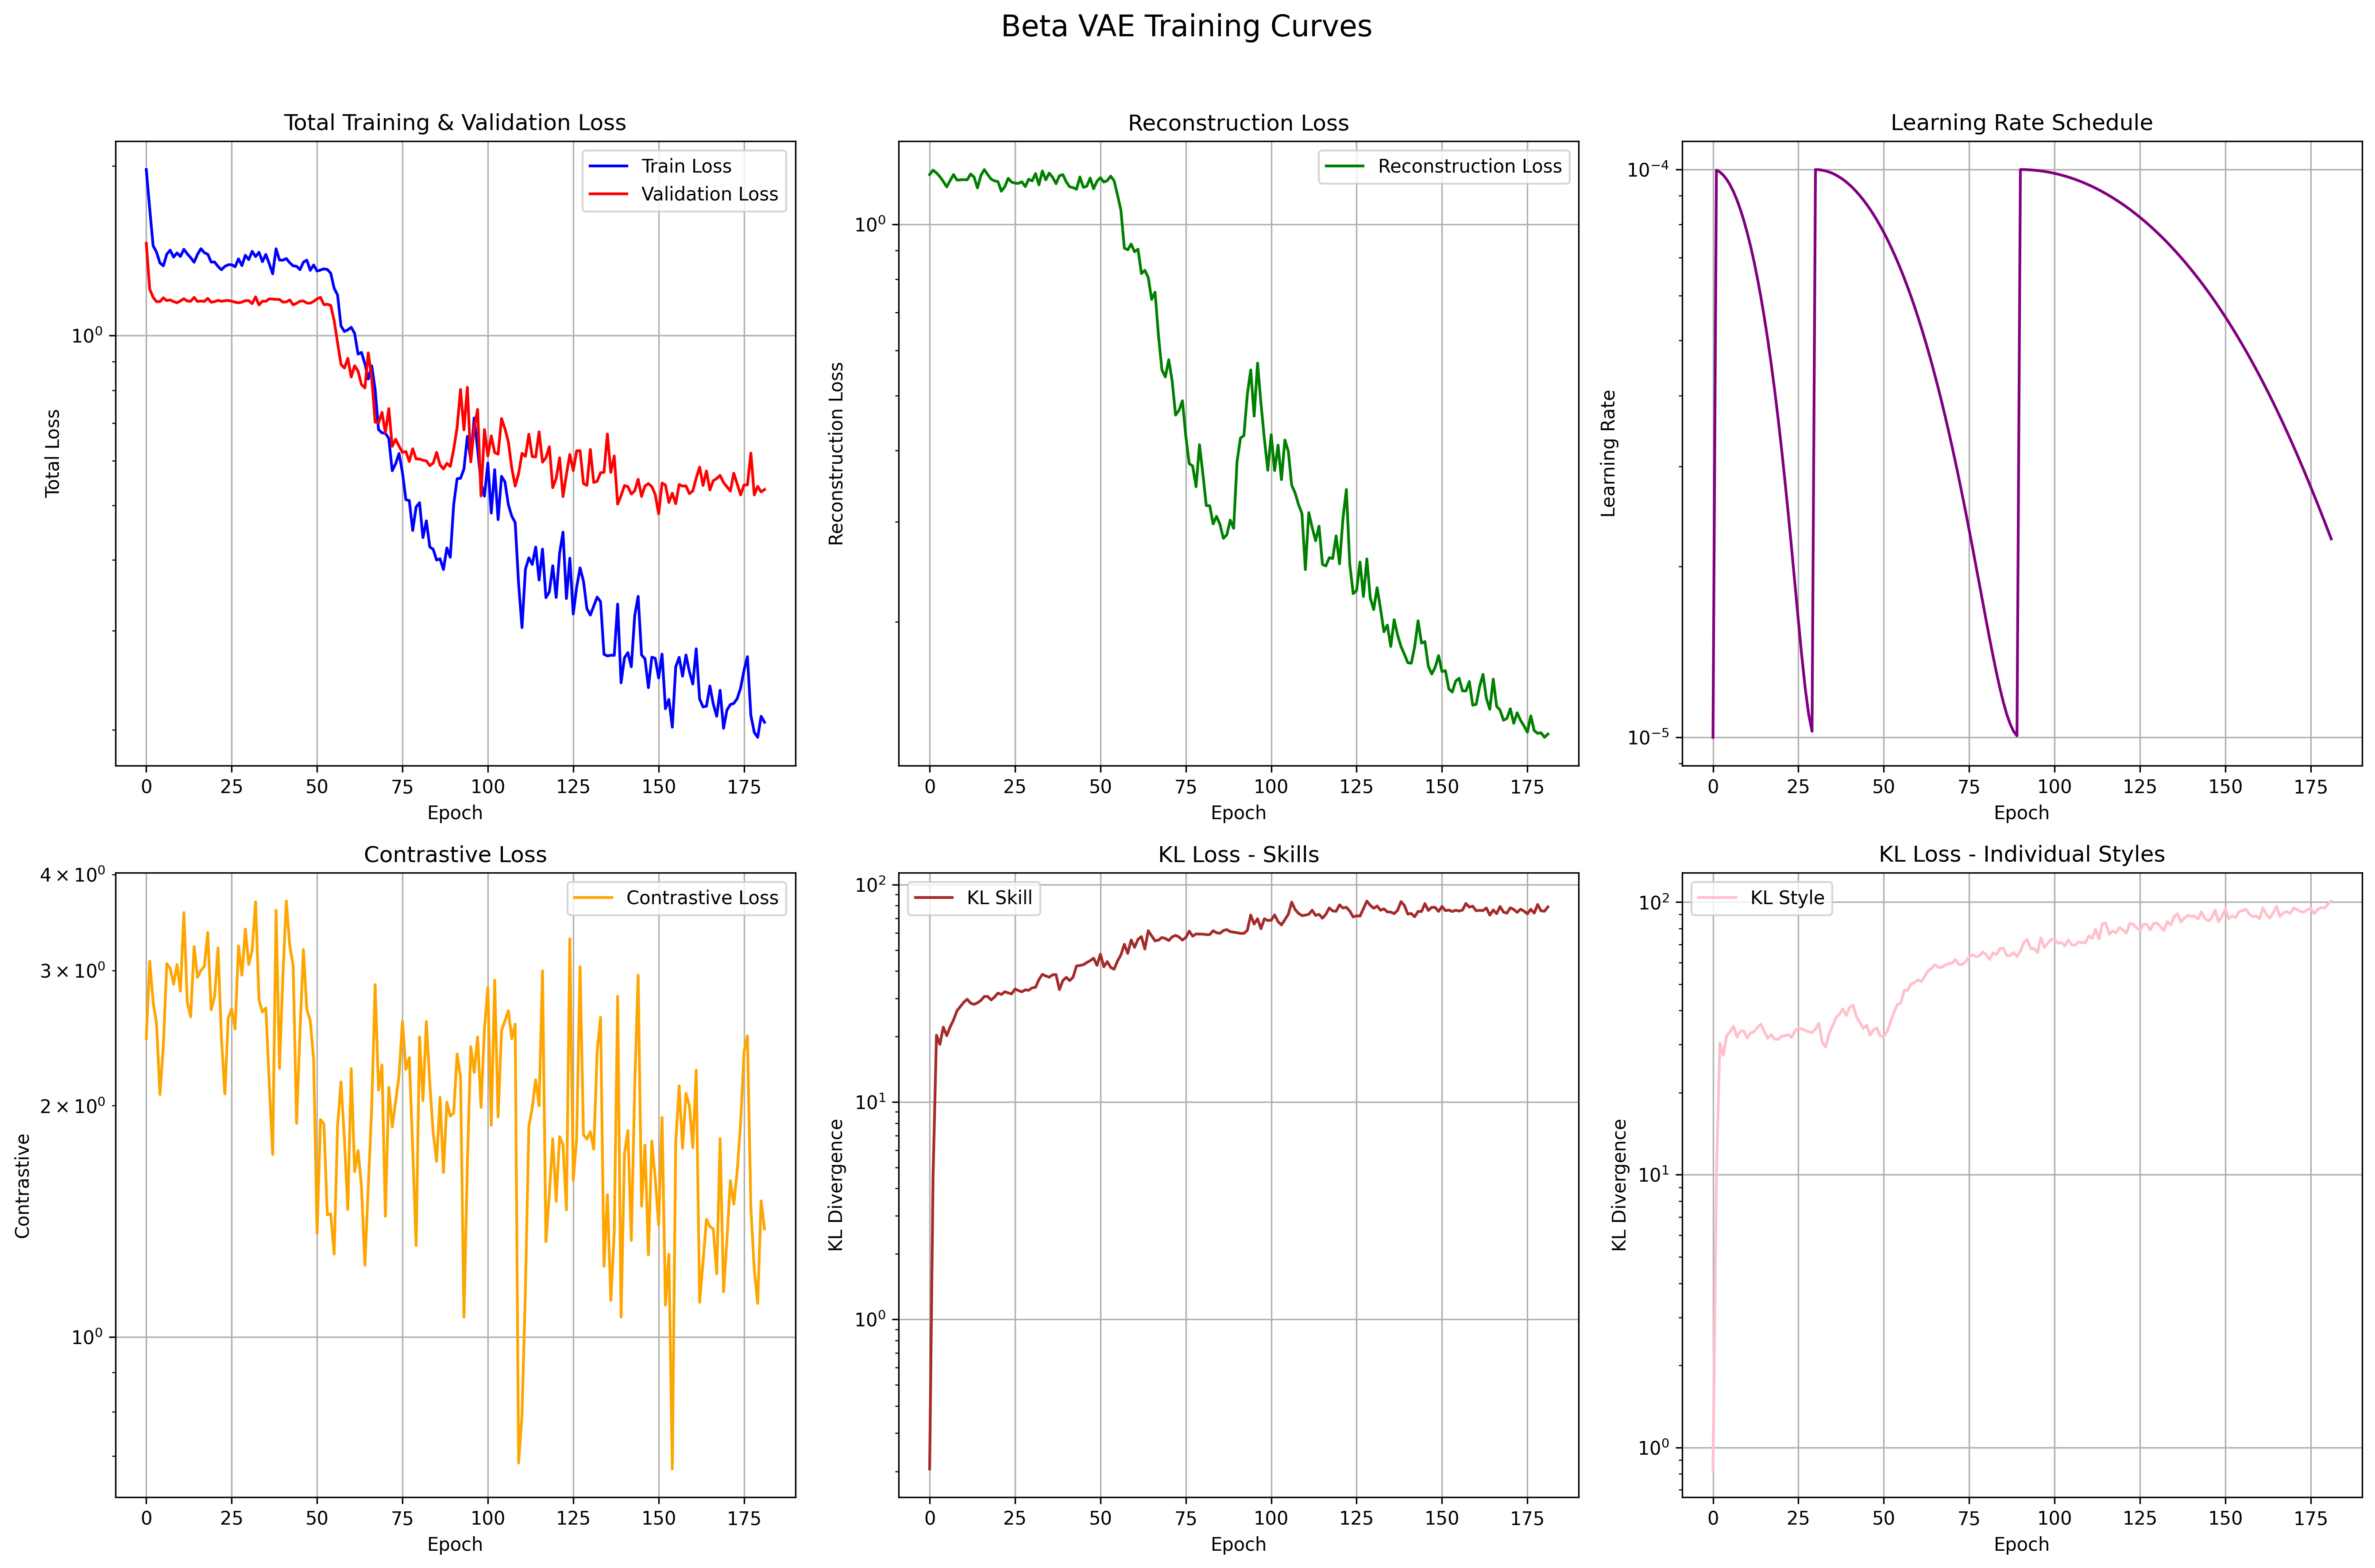 Beta VAE Training Curves
Total Training & Validation Loss
Train Loss
Validation Loss
10⁰
Total Loss
0 25 50 75 100 125 150 175
Epoch
Reconstruction Loss
Reconstruction Loss
10⁰
Reconstruction Loss
0 25 50 75 100 125 150 175
Epoch
Learning Rate Schedule
10⁻⁴
10⁻⁵
Learning Rate
0 25 50 75 100 125 150 175
Epoch
Contrastive Loss
Contrastive Loss
4 × 10⁰
3 × 10⁰
2 × 10⁰
10⁰
Contrastive
0 25 50 75 100 125 150 175
Epoch
KL Loss - Skills
KL Skill
10²
10¹
10⁰
KL Divergence
0 25 50 75 100 125 150 175
Epoch
KL Loss - Individual Styles
KL Style
10²
10¹
10⁰
KL Divergence
0 25 50 75 100 125 150 175
Epoch